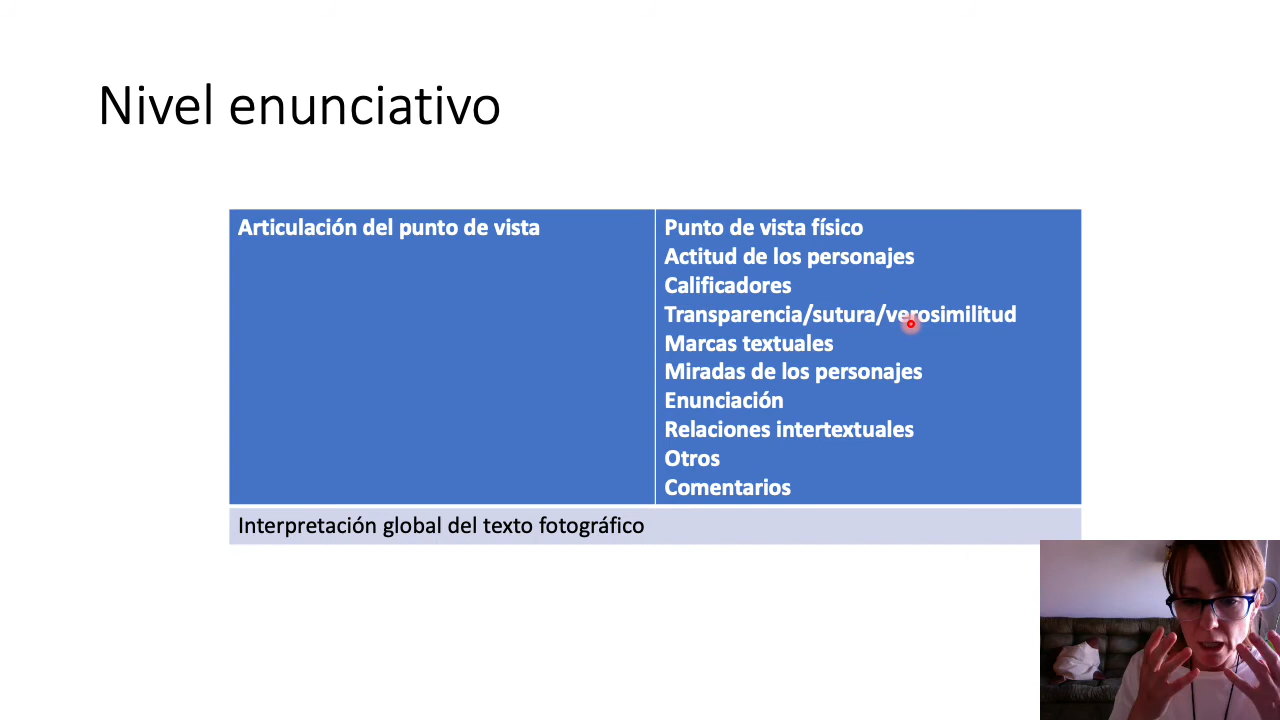 Nivel enunciativo
Articulación del punto de vista
Punto de vista físico
Actitud de los personajes
Calificadores
Transparencia/sutura/verosimilitud
Marcas textuales
Miradas de los personajes
Enunciación
Relaciones intertextuales
Otros
Comentarios
Interpretación global del texto fotográfico